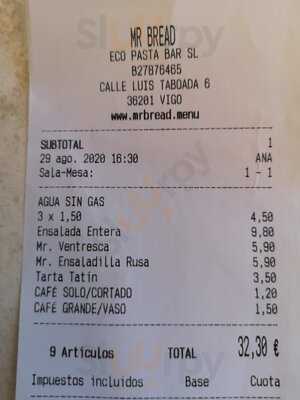 MR BREAD
ECO PASTA BAR SL
B27876465
CALLE LUIS TABOADA 6
36201 VIGO
www.mrbread.menu
SUBTOTAL 1
29 ago. 2020 16:30 ANA
Sala-Mesa: 1 - 1
AGUA SIN GAS
3 x 1,50 4,50
Ensalada Entera 9,80
Mr. Ventresca 5,90
Mr. Ensaladilla Rusa 5,90
Tarta Tatin 3,50
CAFÉ SOLO/CORTADO 1,20
CAFÉ GRANDE/VASO 1,50
9 Artículos TOTAL 32,30 €
Impuestos incluidos Base Cuota